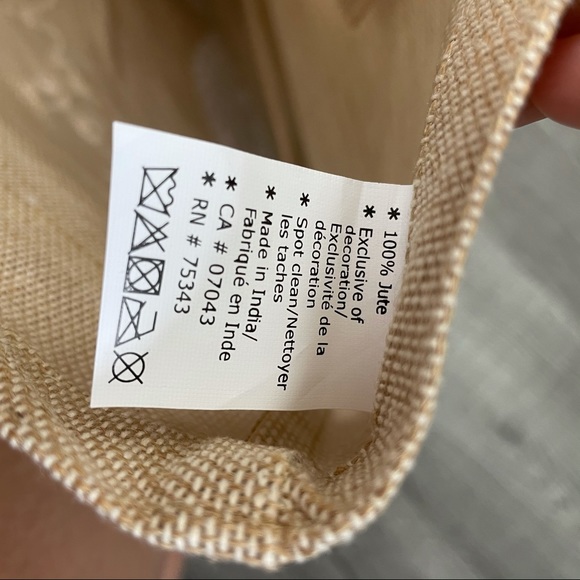 * 100% Jute
* Exclusive of
decoration/
Exclusivité de la
décoration
* Spot clean/Nettoyer
les taches
* Made in India/
Fabriqué en Inde
* CA # 07043
* RN # 75343